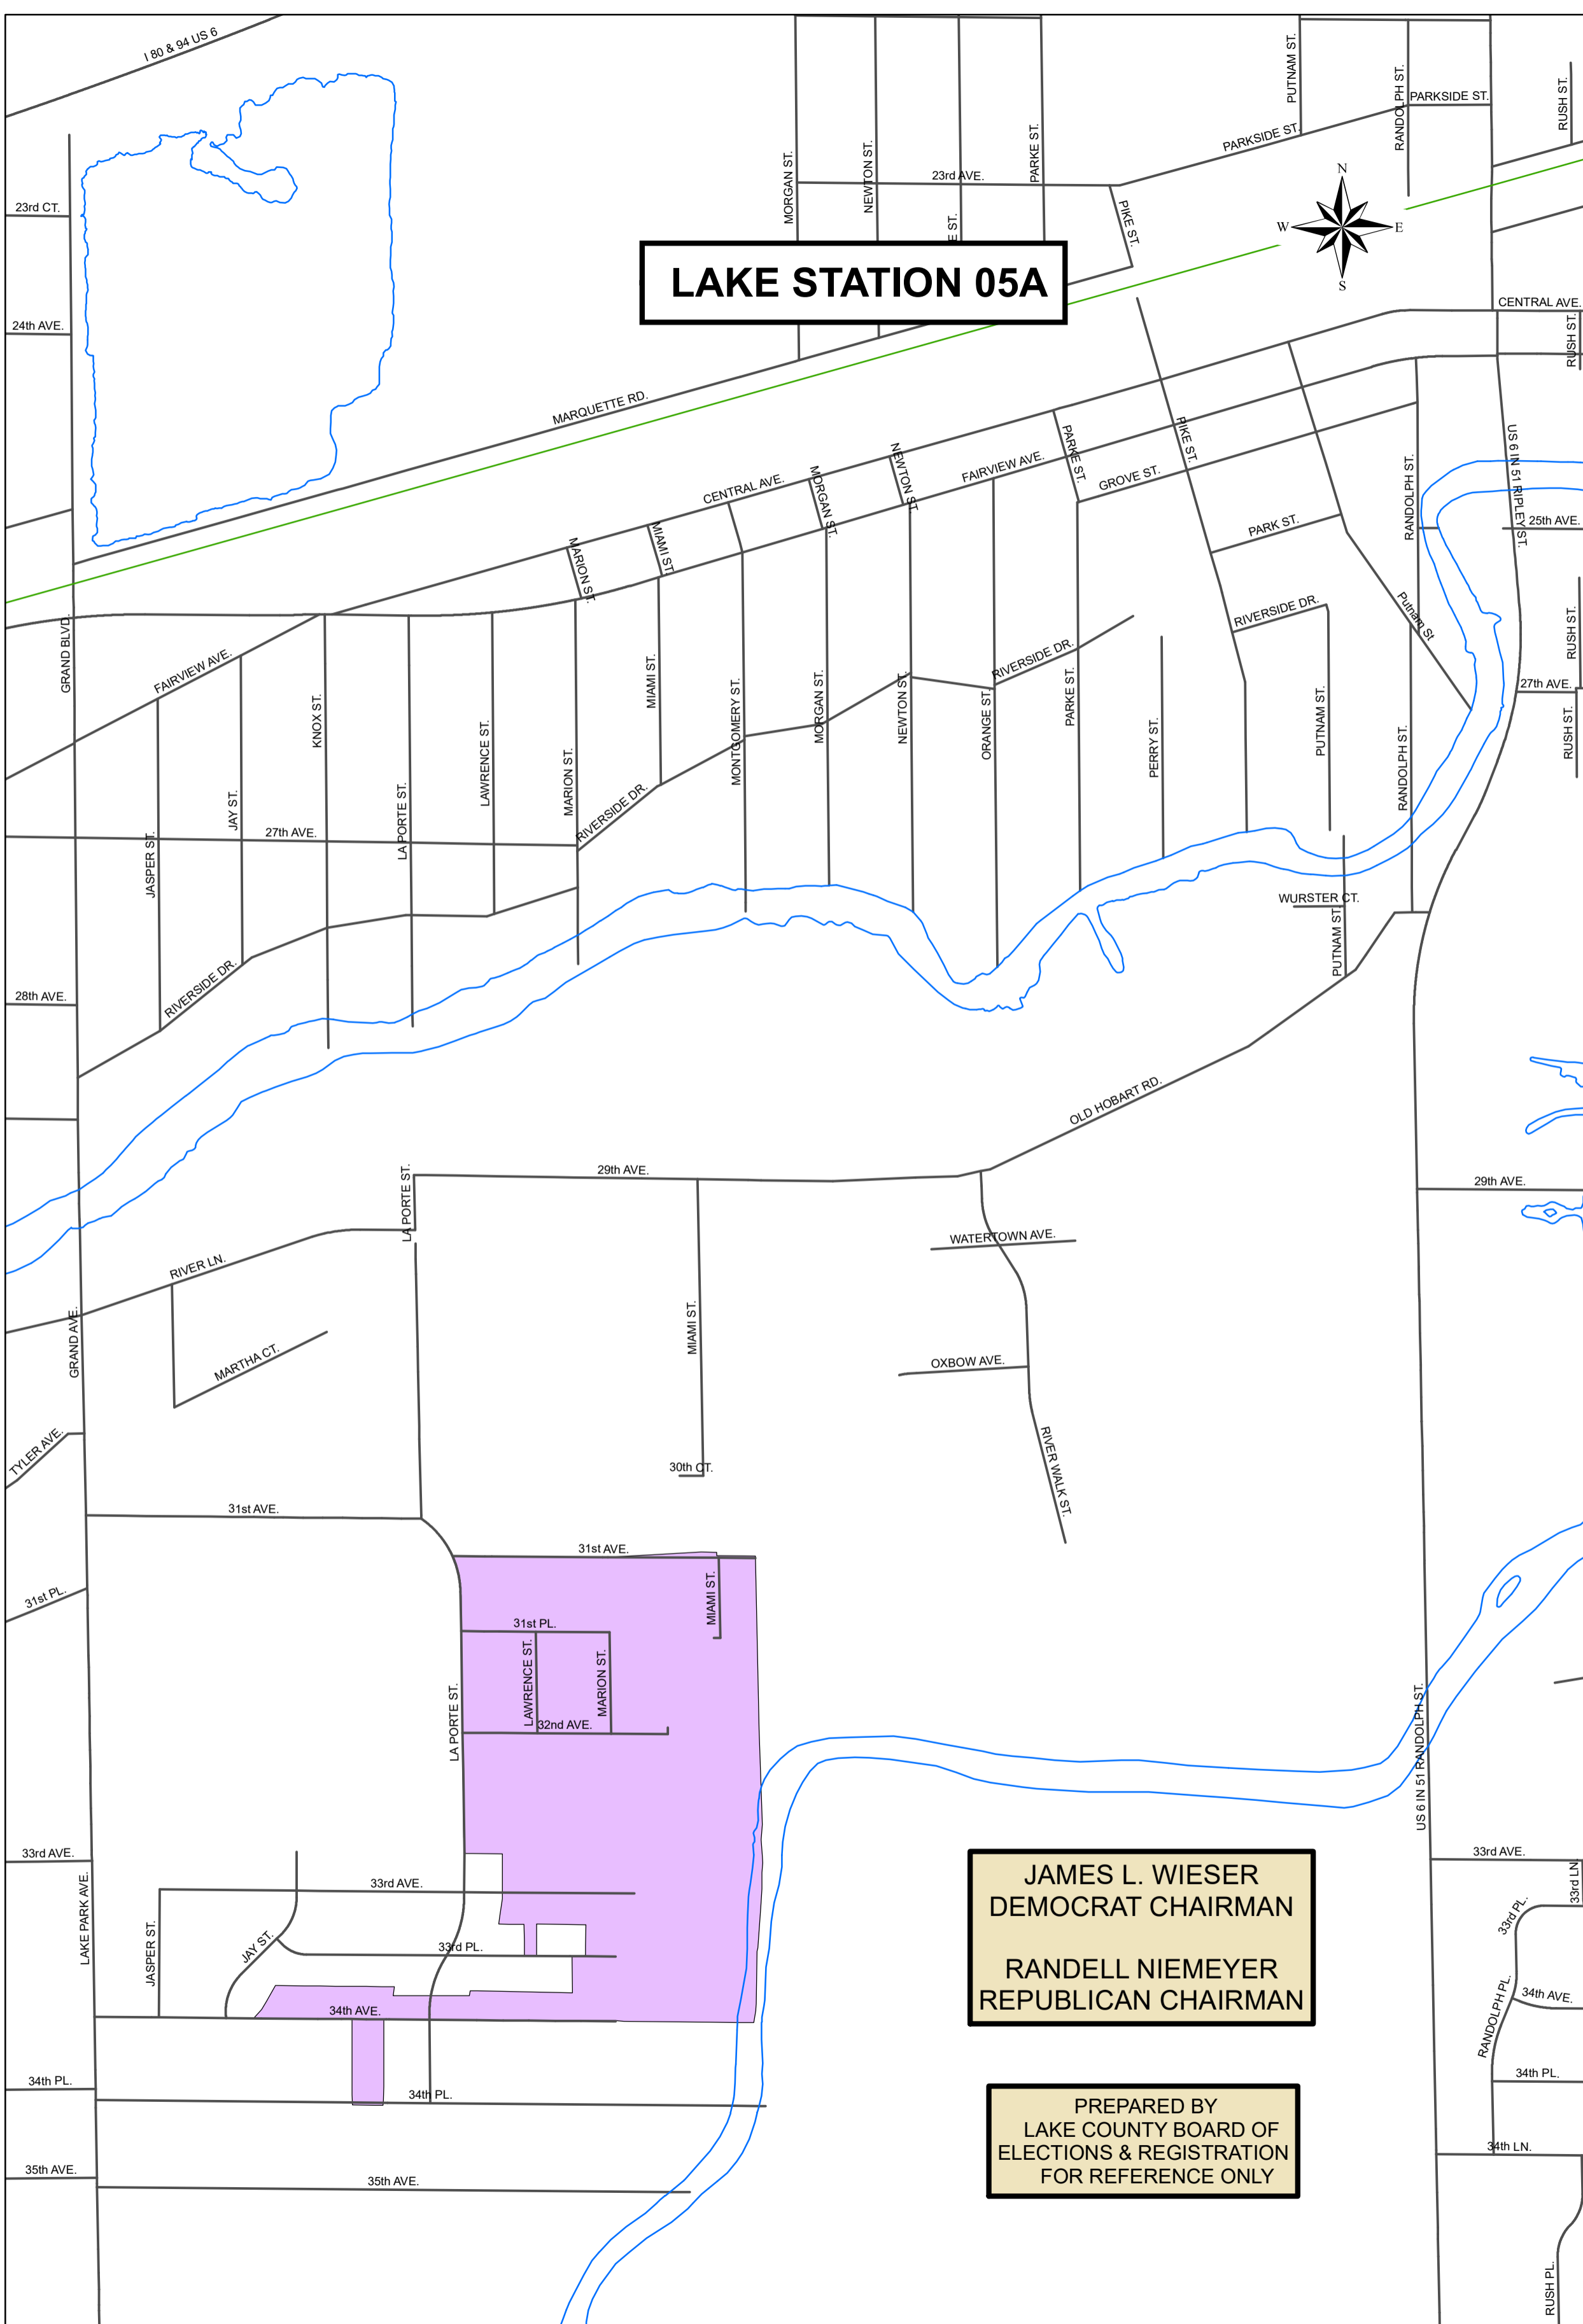 I 80 & 94 US 6
PUTNAM ST.
RANDOLPH ST.
PARKSIDE ST.
RUSH ST.
MORGAN ST.
NEWTON ST.
PARKE ST.
PARKSIDE ST.
23rd AVE.
N
W
E
S
23rd CT.
PIKE ST.
E ST.
LAKE STATION 05A
24th AVE.
CENTRAL AVE.
RUSH ST.
MARQUETTE RD.
CENTRAL AVE.
MORGAN ST.
NEWTON ST.
FAIRVIEW AVE.
PARKE ST.
GROVE ST.
PIKE ST.
RANDOLPH ST.
US 6 IN 51 RIPLEY ST.
25th AVE.
PARK ST.
MARION ST.
MIAMI ST.
GRAND BLVD.
FAIRVIEW AVE.
RIVERSIDE DR.
Putnam St
RUSH ST.
KNOX ST.
MIAMI ST.
MONTGOMERY ST.
MORGAN ST.
NEWTON ST.
RIVERSIDE DR.
ORANGE ST.
PARKE ST.
PERRY ST.
PUTNAM ST.
RANDOLPH ST.
27th AVE.
RUSH ST.
JASPER ST.
JAY ST.
27th AVE.
LA PORTE ST.
LAWRENCE ST.
MARION ST.
RIVERSIDE DR.
WURSTER CT.
PUTNAM ST.
28th AVE.
RIVERSIDE DR.
OLD HOBART RD.
LA PORTE ST.
29th AVE.
29th AVE.
RIVER LN.
WATERTOWN AVE.
GRAND AVE.
MARTHA CT.
MIAMI ST.
OXBOW AVE.
TYLER AVE.
30th CT.
RIVER WALK ST.
31st AVE.
31st AVE.
31st PL.
MIAMI ST.
31st PL.
LAWRENCE ST.
MARION ST.
LA PORTE ST.
32nd AVE.
US 6 IN 51 RANDOLPH ST.
33rd AVE.
33rd AVE.
33rd LN.
LAKE PARK AVE.
33rd AVE.
JAMES L. WIESER
DEMOCRAT CHAIRMAN
RANDELL NIEMEYER
REPUBLICAN CHAIRMAN
33rd PL.
JASPER ST.
JAY ST.
33rd PL.
34th AVE.
34th AVE.
RANDOLPH PL.
34th PL.
34th PL.
34th PL.
PREPARED BY
LAKE COUNTY BOARD OF
ELECTIONS & REGISTRATION
FOR REFERENCE ONLY
34th LN.
35th AVE.
35th AVE.
RUSH PL.